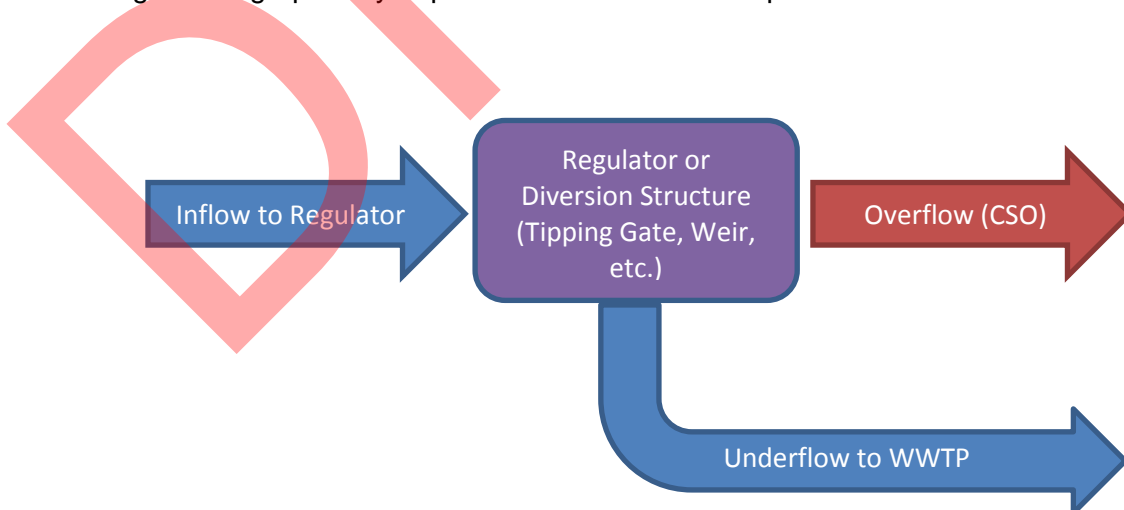 Regulator or
Diversion Structure
(Tipping Gate, Weir,
etc.)
Inflow to Regulator
Overflow (CSO)
Underflow to WWTP